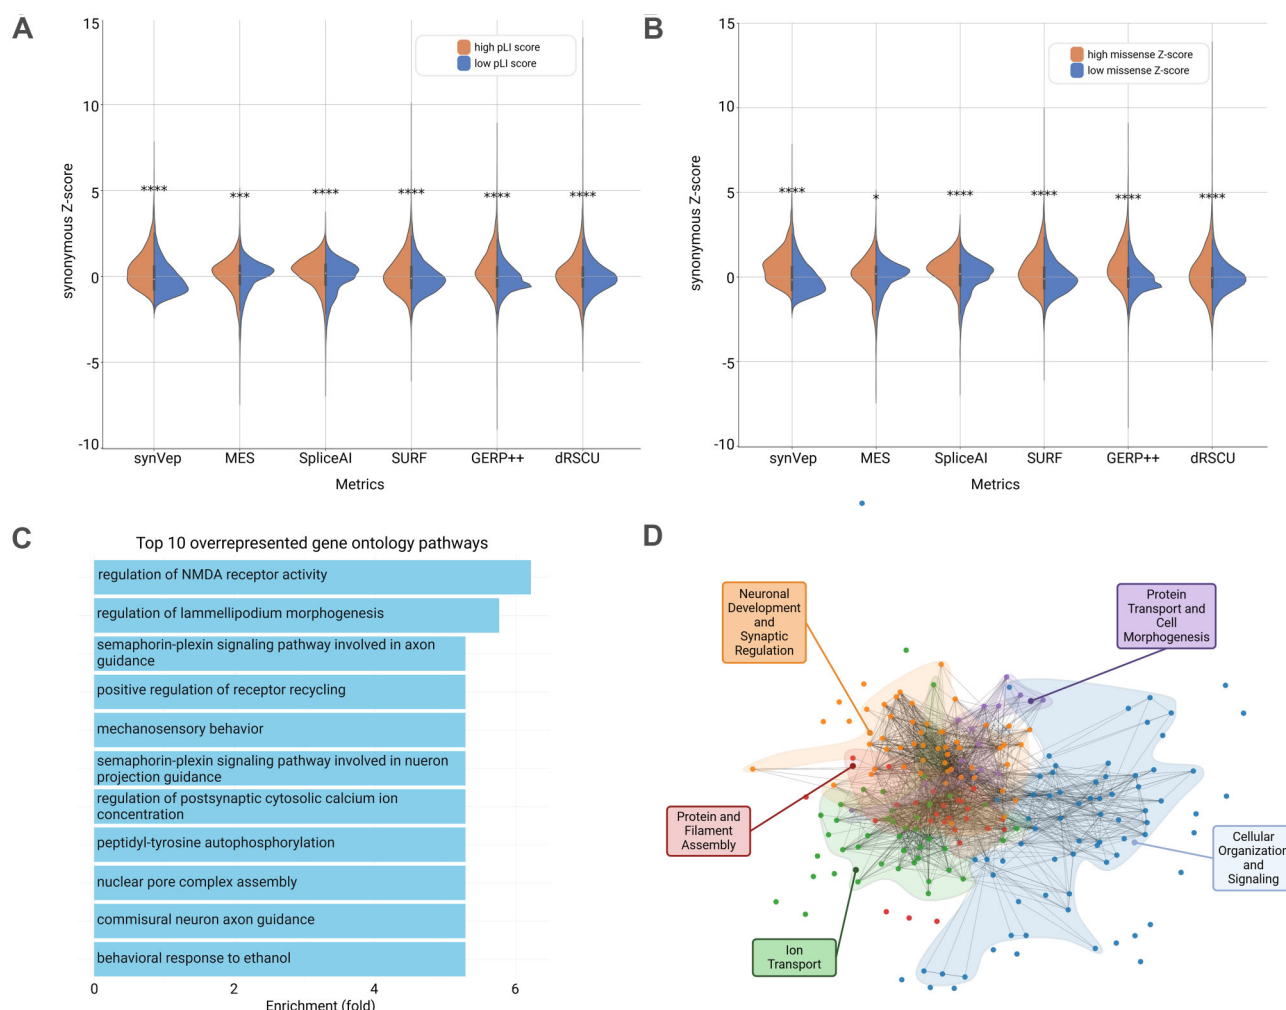 A
15
10
5
0
-5
-10
synonymous Z-score
high pLI score
low pLI score
****
***
****
****
****
****
synVep
MES
SpliceAI
SURF
GERP++
dRSCU
Metrics
B
15
10
5
0
-5
-10
synonymous Z-score
high missense Z-score
low missense Z-score
****
*
****
****
****
****
synVep
MES
SpliceAI
SURF
GERP++
dRSCU
Metrics
C
Top 10 overrepresented gene ontology pathways
regulation of NMDA receptor activity
regulation of lammellipodium morphogenesis
semaphorin-plexin signaling pathway involved in axon
guidance
positive regulation of receptor recycling
mechanosensory behavior
semaphorin-plexin signaling pathway involved in nueron
projection guidance
regulation of postsynaptic cytosolic calcium ion
concentration
peptidyl-tyrosine autophosphorylation
nuclear pore complex assembly
commisural neuron axon guidance
behavioral response to ethanol
0
2
4
6
Enrichment (fold)
D
Neuronal
Development
and
Synaptic
Regulation
Protein
Transport and
Cell
Morphogenesis
Protein and
Filament
Assembly
Cellular
Organization
and
Signaling
Ion
Transport